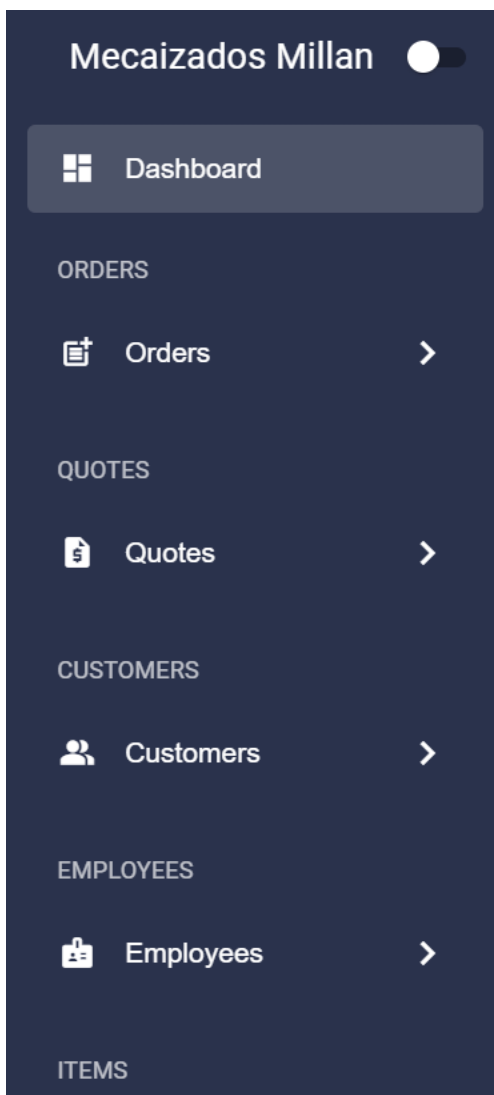 Mecaizados Millan
Dashboard
ORDERS
Orders
QUOTES
Quotes
CUSTOMERS
Customers
EMPLOYEES
Employees
ITEMS